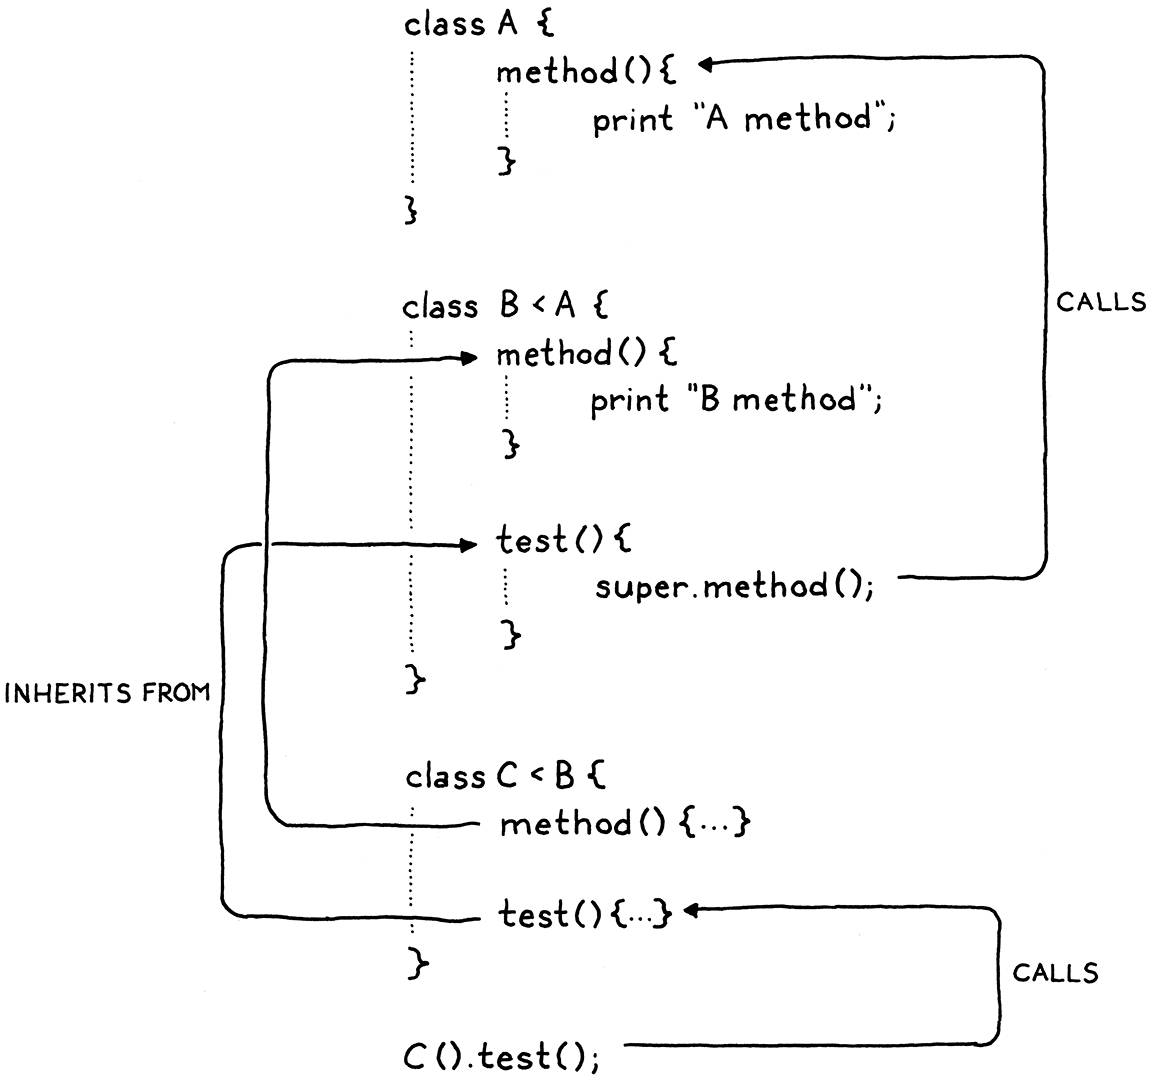 class A {
method(){
print "A method";
}
}
class B < A {
CALLS
method() {
print "B method";
}
test() {
super.method();
}
}
INHERITS FROM
class C < B {
method() {...}
test() {...}
}
CALLS
C().test();